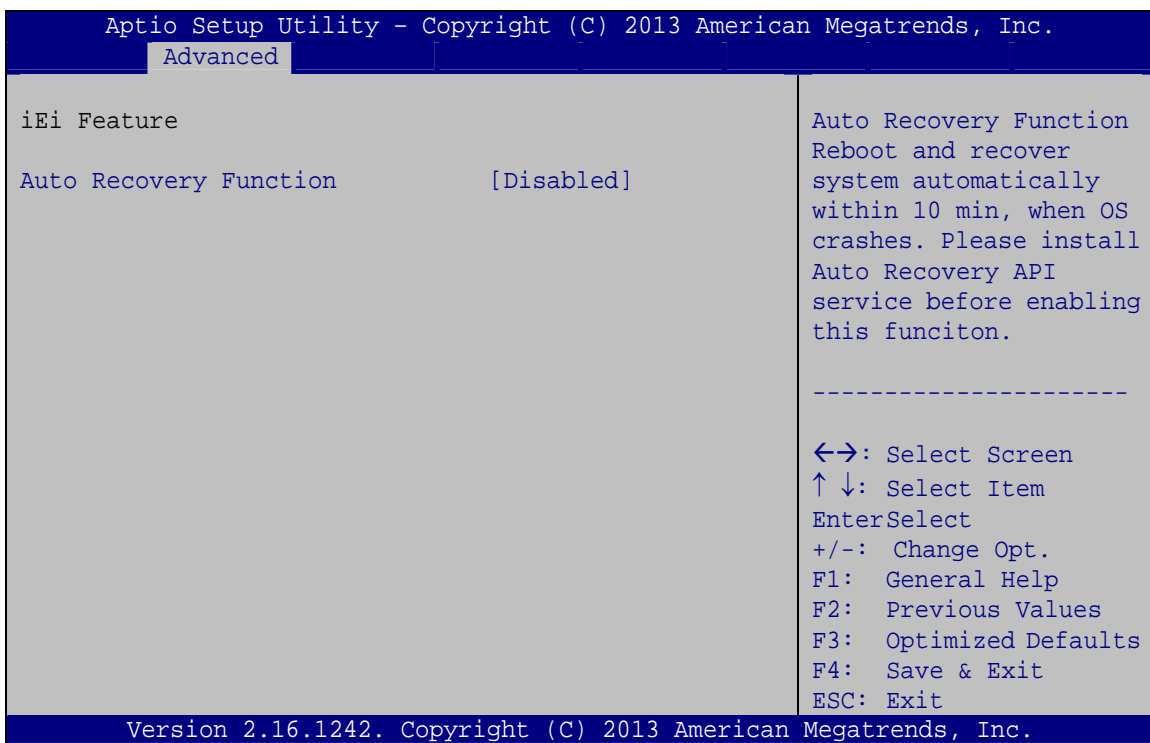 Aptio Setup Utility – Copyright (C) 2013 American Megatrends, Inc.
Advanced
iEi Feature
Auto Recovery Function [Disabled]
Auto Recovery Function
Reboot and recover
system automatically
within 10 min, when OS
crashes. Please install
Auto Recovery API
service before enabling
this funciton.
----------------------
←→: Select Screen
↑ ↓: Select Item
EnterSelect
+/-: Change Opt.
F1: General Help
F2: Previous Values
F3: Optimized Defaults
F4: Save & Exit
ESC: Exit
Version 2.16.1242. Copyright (C) 2013 American Megatrends, Inc.